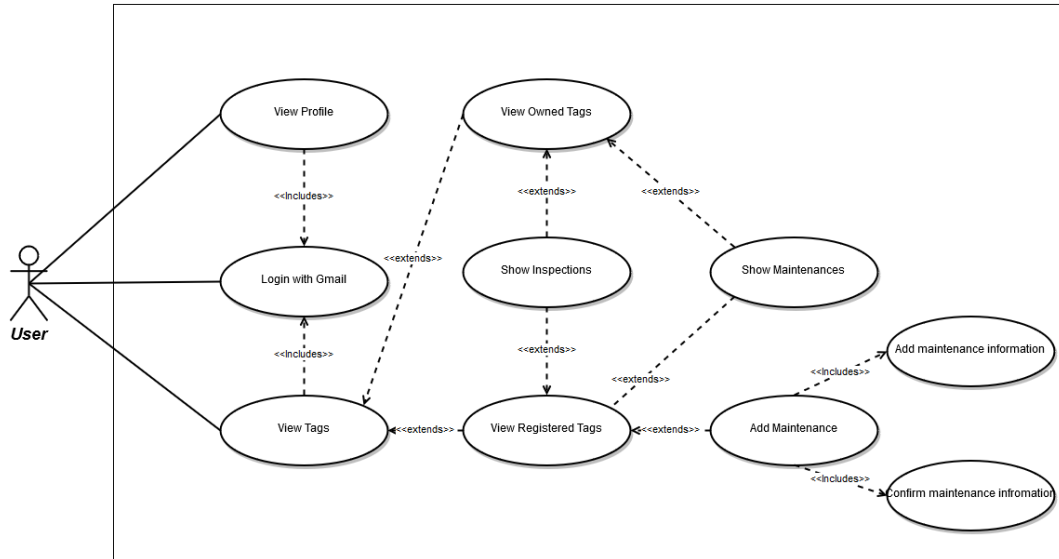 View Profile
View Owned Tags
<<Includes>>
<<extends>>
<<extends>>
<<extends>>
Login with Gmail
Show Inspections
Show Maintenances
User
<<Includes>>
<<extends>>
<<extends>>
Add maintenance information
<<Includes>>
View Tags
<<extends>>
View Registered Tags
<<extends>>
Add Maintenance
<<Includes>>
Confirm maintenance infromation